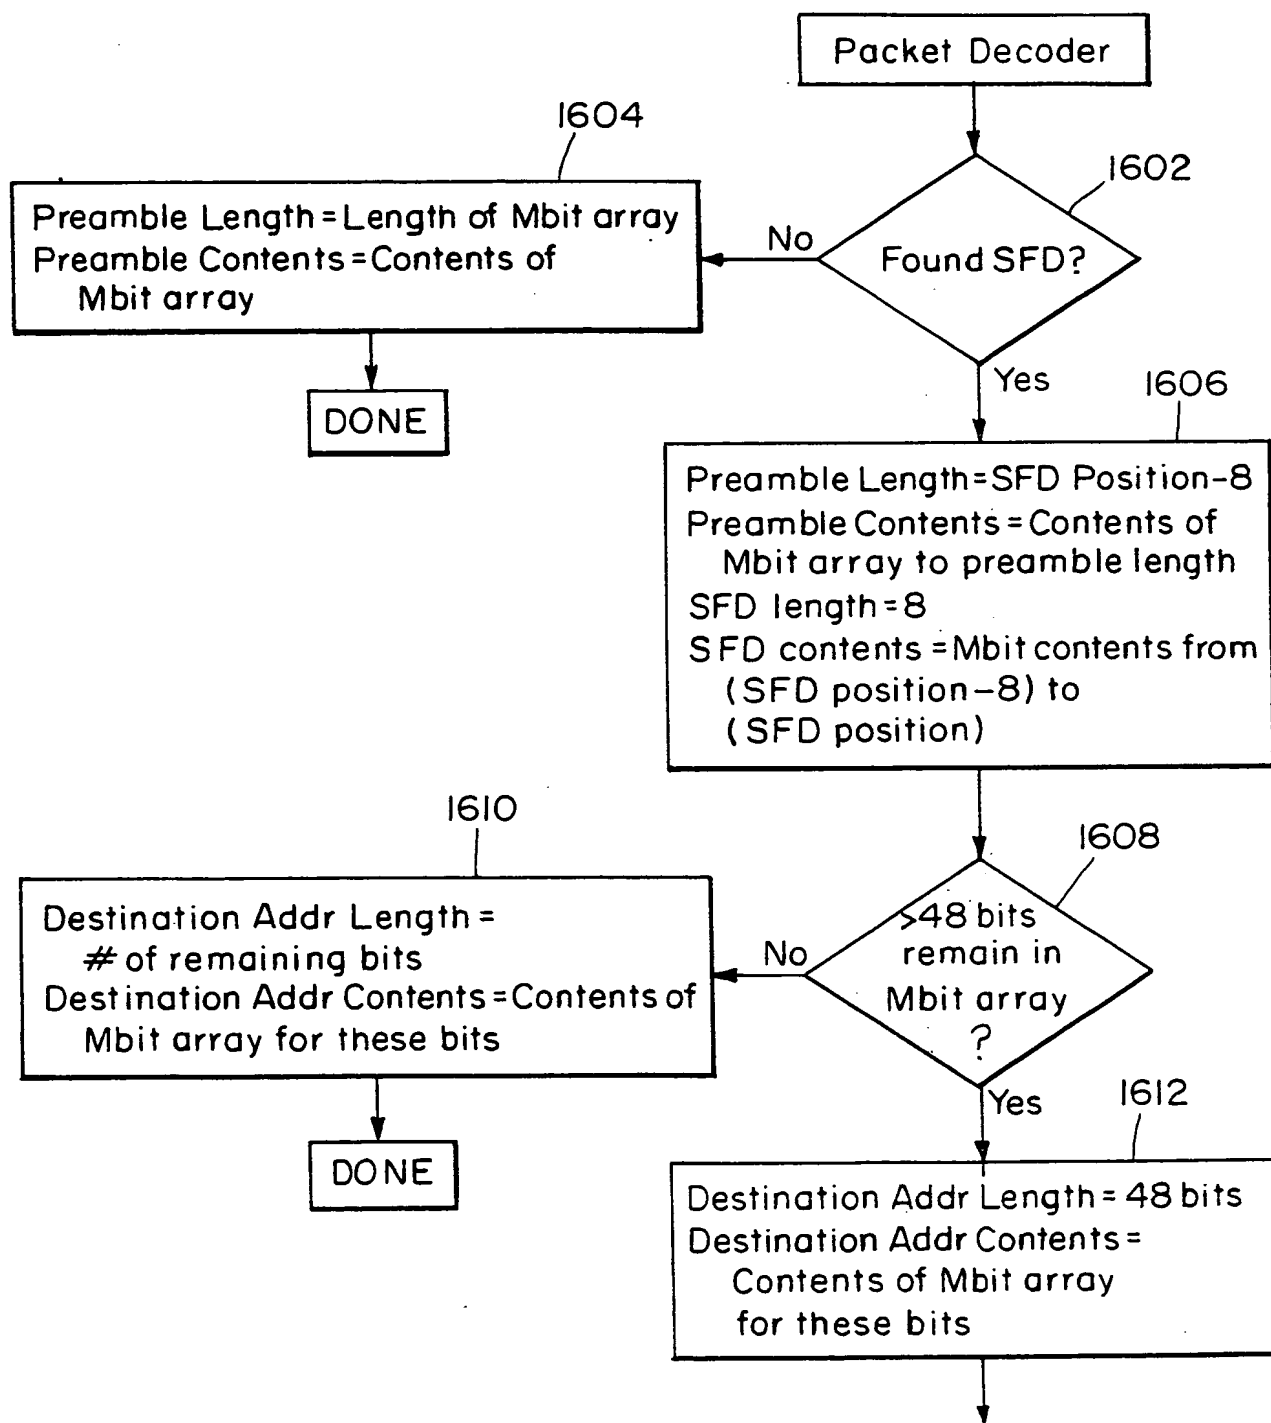 Packet Decoder
1604
1602
Preamble Length = Length of Mbit array
Preamble Contents = Contents of
Mbit array
No
Found SFD?
DONE
Yes
1606
Preamble Length = SFD Position-8
Preamble Contents = Contents of
Mbit array to preamble length
SFD length = 8
SFD contents = Mbit contents from
(SFD position-8) to
(SFD position)
1610
1608
Destination Addr Length =
# of remaining bits
Destination Addr Contents = Contents of
Mbit array for these bits
No
>48 bits
remain in
Mbit array
?
DONE
Yes
1612
Destination Addr Length = 48 bits
Destination Addr Contents =
Contents of Mbit array
for these bits